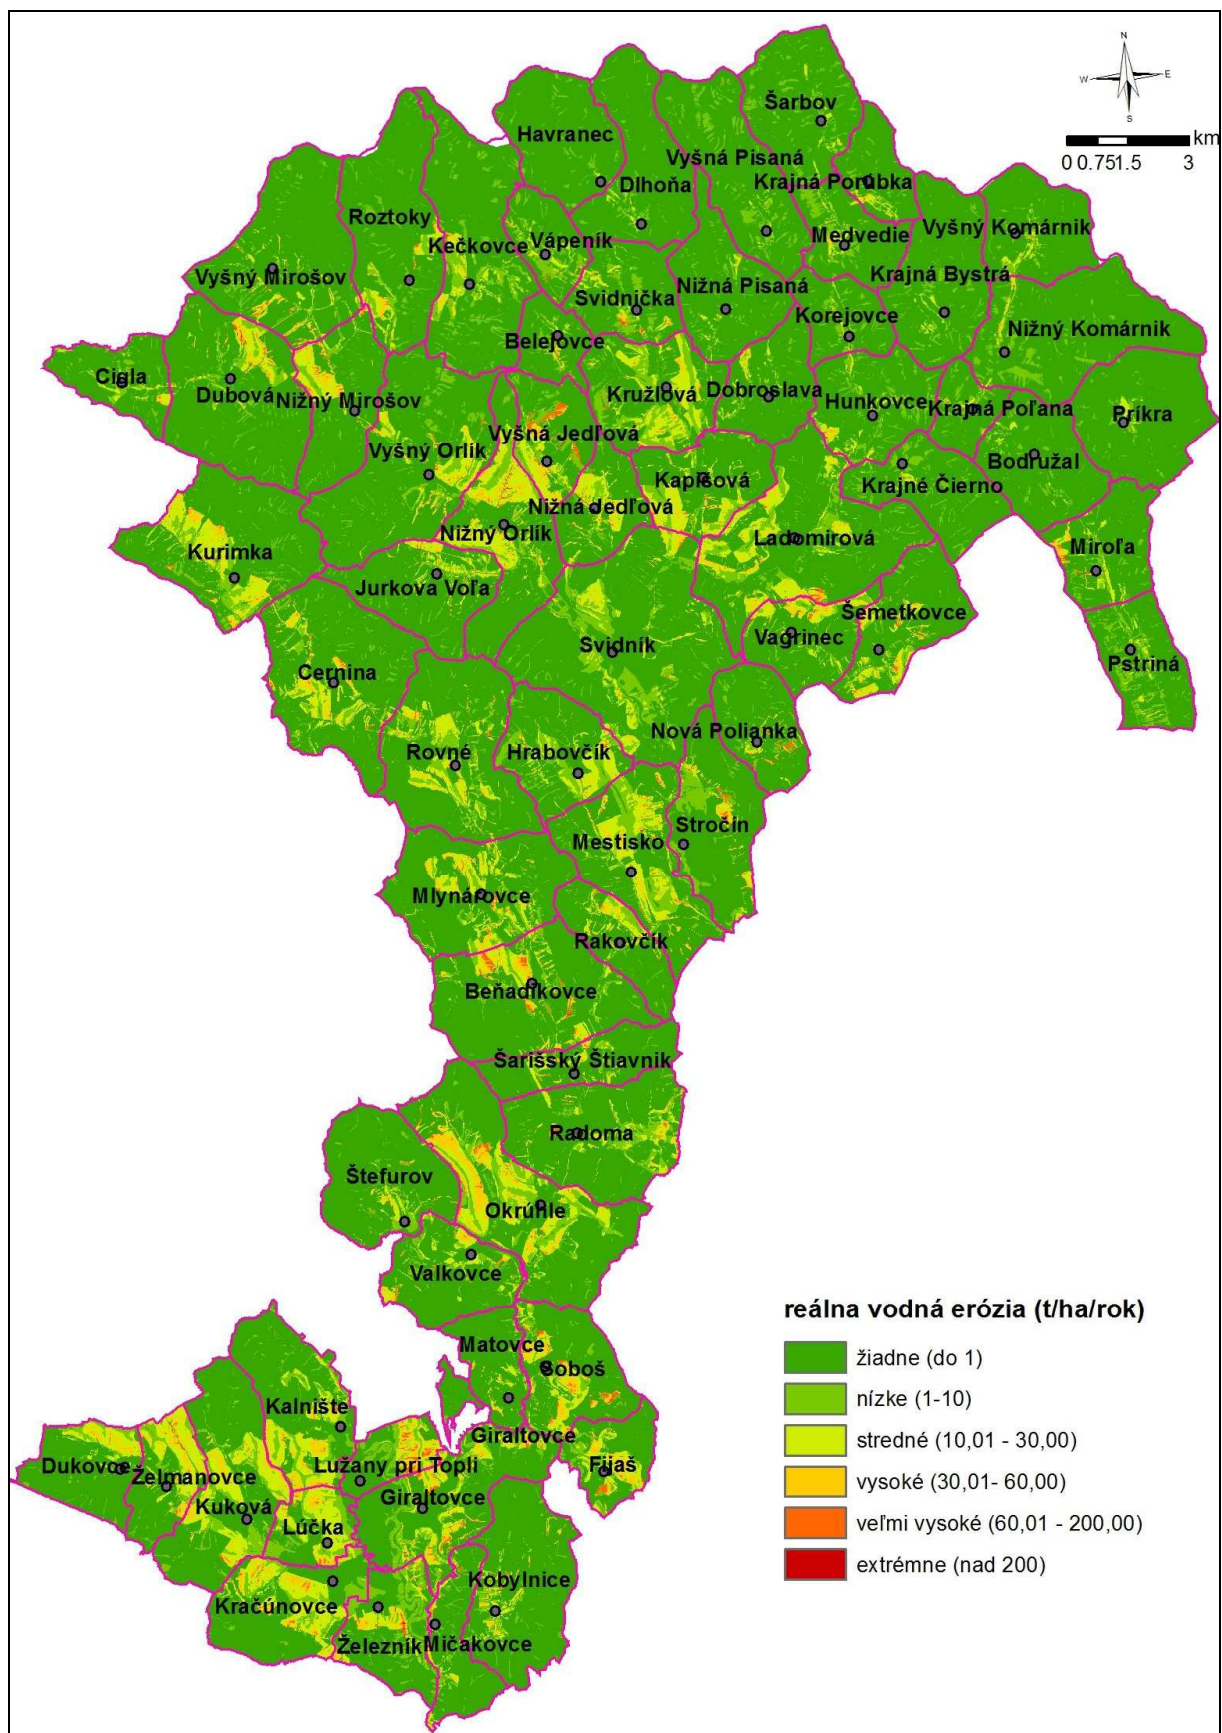 N
W E
S
km
0 0.75 1.5 3
Šarbov
Havranec
Vyšná Pisaná
Dlhoňa
Krajná Porúbka
Roztoky
Vyšný Komárnik
Kečkovce
Vápeník
Medvedie
Vyšný Mirošov
Krajná Bystrá
Nižná Pisaná
Svidnička
Korejovce
Nižný Komárnik
Belejovce
Cigla
Dubová
Nižný Mirošov
Kružlová
Dobroslava
Hunkovce
Krajná Poľana
Príkra
Vyšná Jedľová
Vyšný Orlík
Bodružal
Kapišová
Krajné Čierno
Nižná Jedľová
Nižný Orlík
Ladomirová
Miroľa
Kurimka
Jurkova Voľa
Šemetkovce
Vagrinec
Svidník
Pstriná
Cernina
Nová Polianka
Rovné
Hrabovčík
Stročín
Mestisko
Mlynárovce
Rakovčík
Beňadikovce
Šarišský Štiavnik
Radoma
Štefurov
Okrúhle
Valkovce
reálna vodná erózia (t/ha/rok)
žiadne (do 1)
nízke (1-10)
stredné (10,01 - 30,00)
vysoké (30,01- 60,00)
veľmi vysoké (60,01 - 200,00)
extrémne (nad 200)
Matovce
Soboš
Kalnište
Giraltovce
Dukovce
Lužany pri Topli
Fijaš
Želmanovce
Giraltovce
Kuková
Lúčka
Kobylnice
Kračúnovce
Železník
Mičakovce